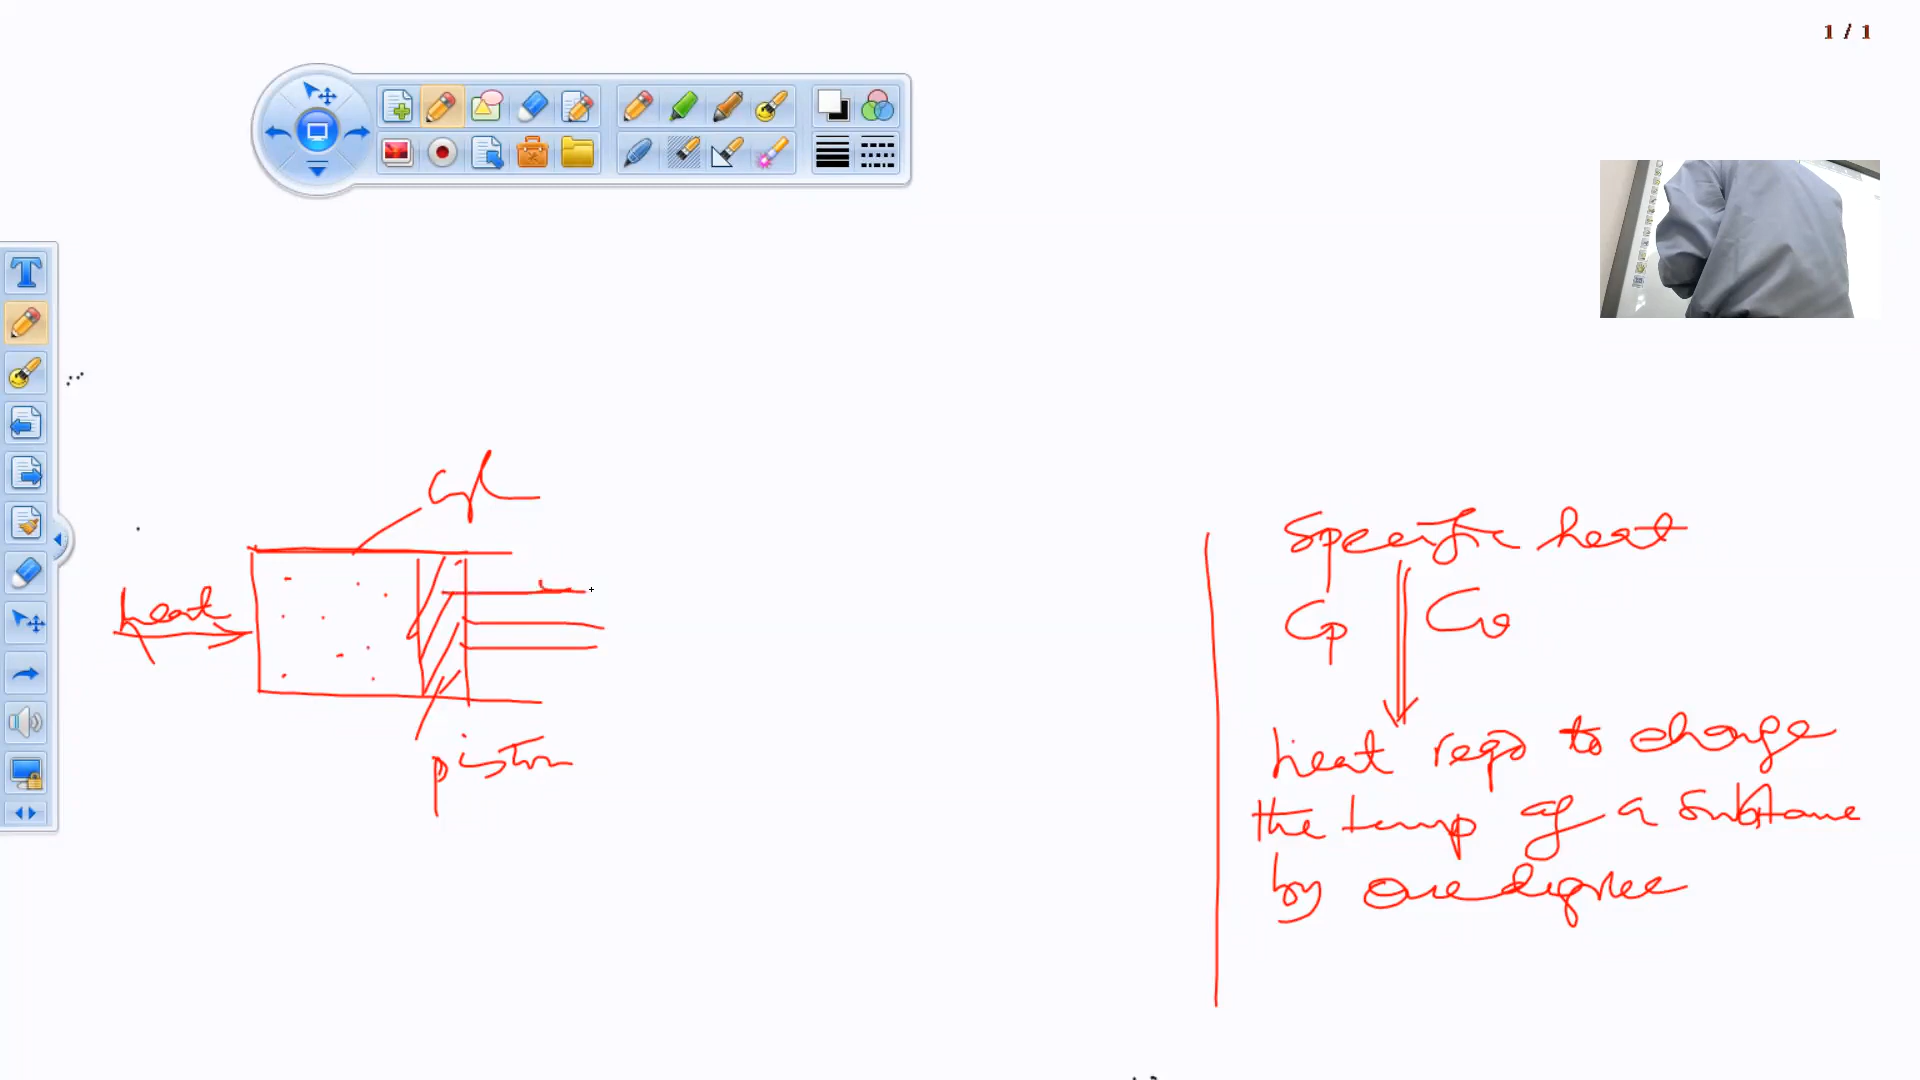 1 / 1
Cyl
heat
piston
Specific heat
Cp Cv
heat reqd to change
the temp of a substance
by one degree